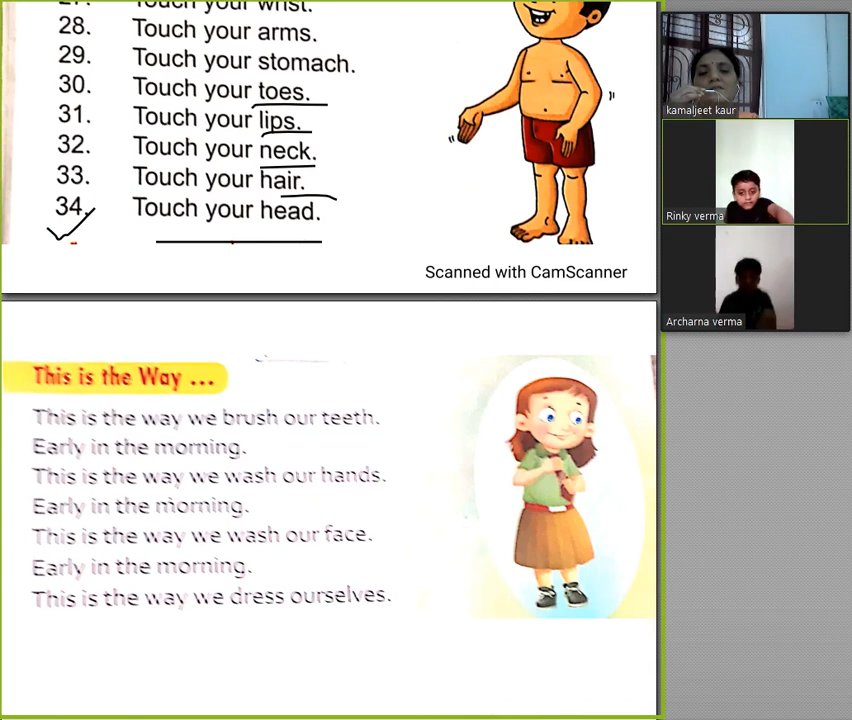 27. Touch your wrist.
28. Touch your arms.
29. Touch your stomach.
30. Touch your toes.
31. Touch your lips.
32. Touch your neck.
33. Touch your hair.
34. Touch your head.
Scanned with CamScanner
This is the Way ...
This is the way we brush our teeth.
Early in the morning.
This is the way we wash our hands.
Early in the morning.
This is the way we wash our face.
Early in the morning.
This is the way we dress ourselves.
kamaljeet kaur
Rinky verma
Archarna verma